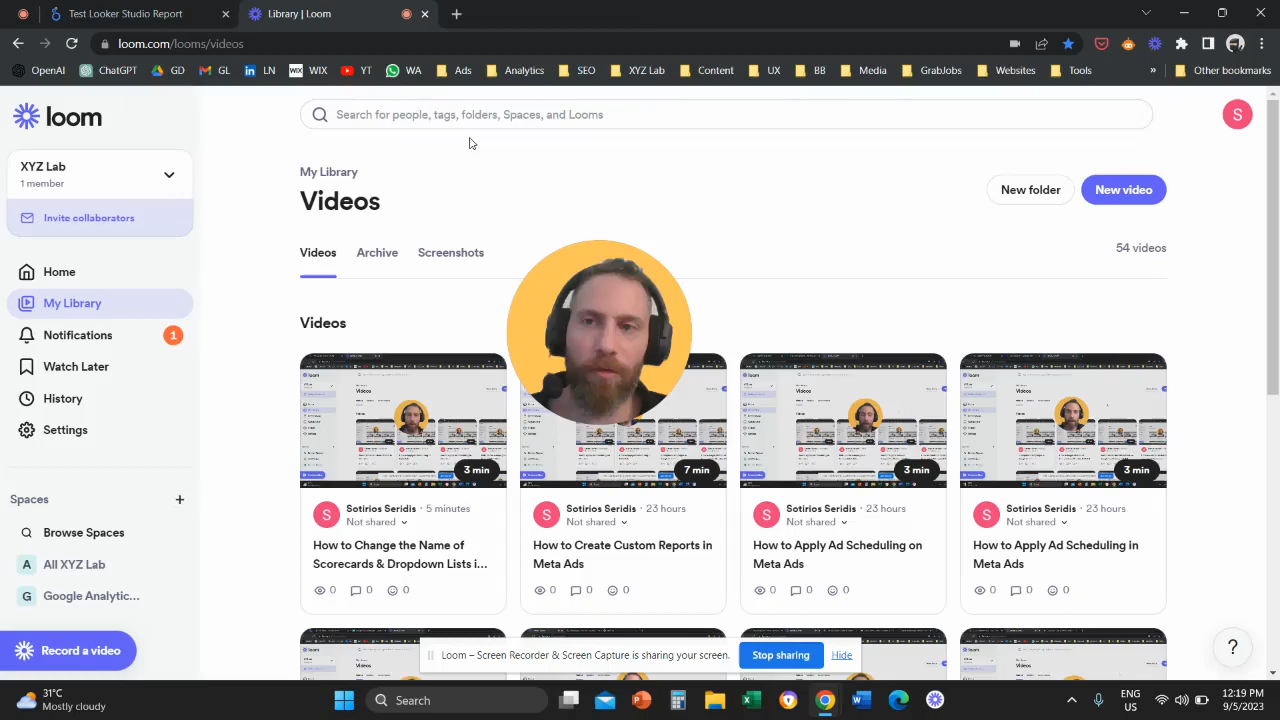 Test Looker Studio Report
Library | Loom
loom.com/looms/videos
OpenAI ChatGPT GD GL LN WIX WIX YT WA Ads Analytics SEO XYZ Lab Content UX BB Media GrabJobs Websites Tools » Other bookmarks
loom
Search for people, tags, folders, Spaces, and Looms
S
XYZ Lab
1 member
Invite collaborators
Home
My Library
Notifications 1
Watch Later
History
Settings
Spaces +
Browse Spaces
A All XYZ Lab
G Google Analytic...
Record a video
My Library
Videos
New folder New video
Videos Archive Screenshots
54 videos
Videos
3 min
S Sotirios Seridis · 5 minutes
Not shared
How to Change the Name of
Scorecards & Dropdown Lists i...
0 0 0
7 min
S Sotirios Seridis · 23 hours
Not shared
How to Create Custom Reports in
Meta Ads
0 0 0
3 min
S Sotirios Seridis · 23 hours
Not shared
How to Apply Ad Scheduling on
Meta Ads
0 0 0
3 min
S Sotirios Seridis · 23 hours
Not shared
How to Apply Ad Scheduling in
Meta Ads
0 0 0
Loom – Screen Recorder & Screen Capture is sharing your screen. Stop sharing Hide
?
31°C
Mostly cloudy
Search
ENG
US
12:19 PM
9/5/2023